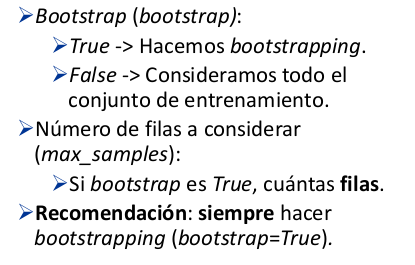 ➢Bootstrap (bootstrap):
➢True -> Hacemos bootstrapping.
➢False -> Consideramos todo el
conjunto de entrenamiento.
➢Número de filas a considerar
(max_samples):
➢Si bootstrap es True, cuántas filas.
➢Recomendación: siempre hacer
bootstrapping (bootstrap=True).